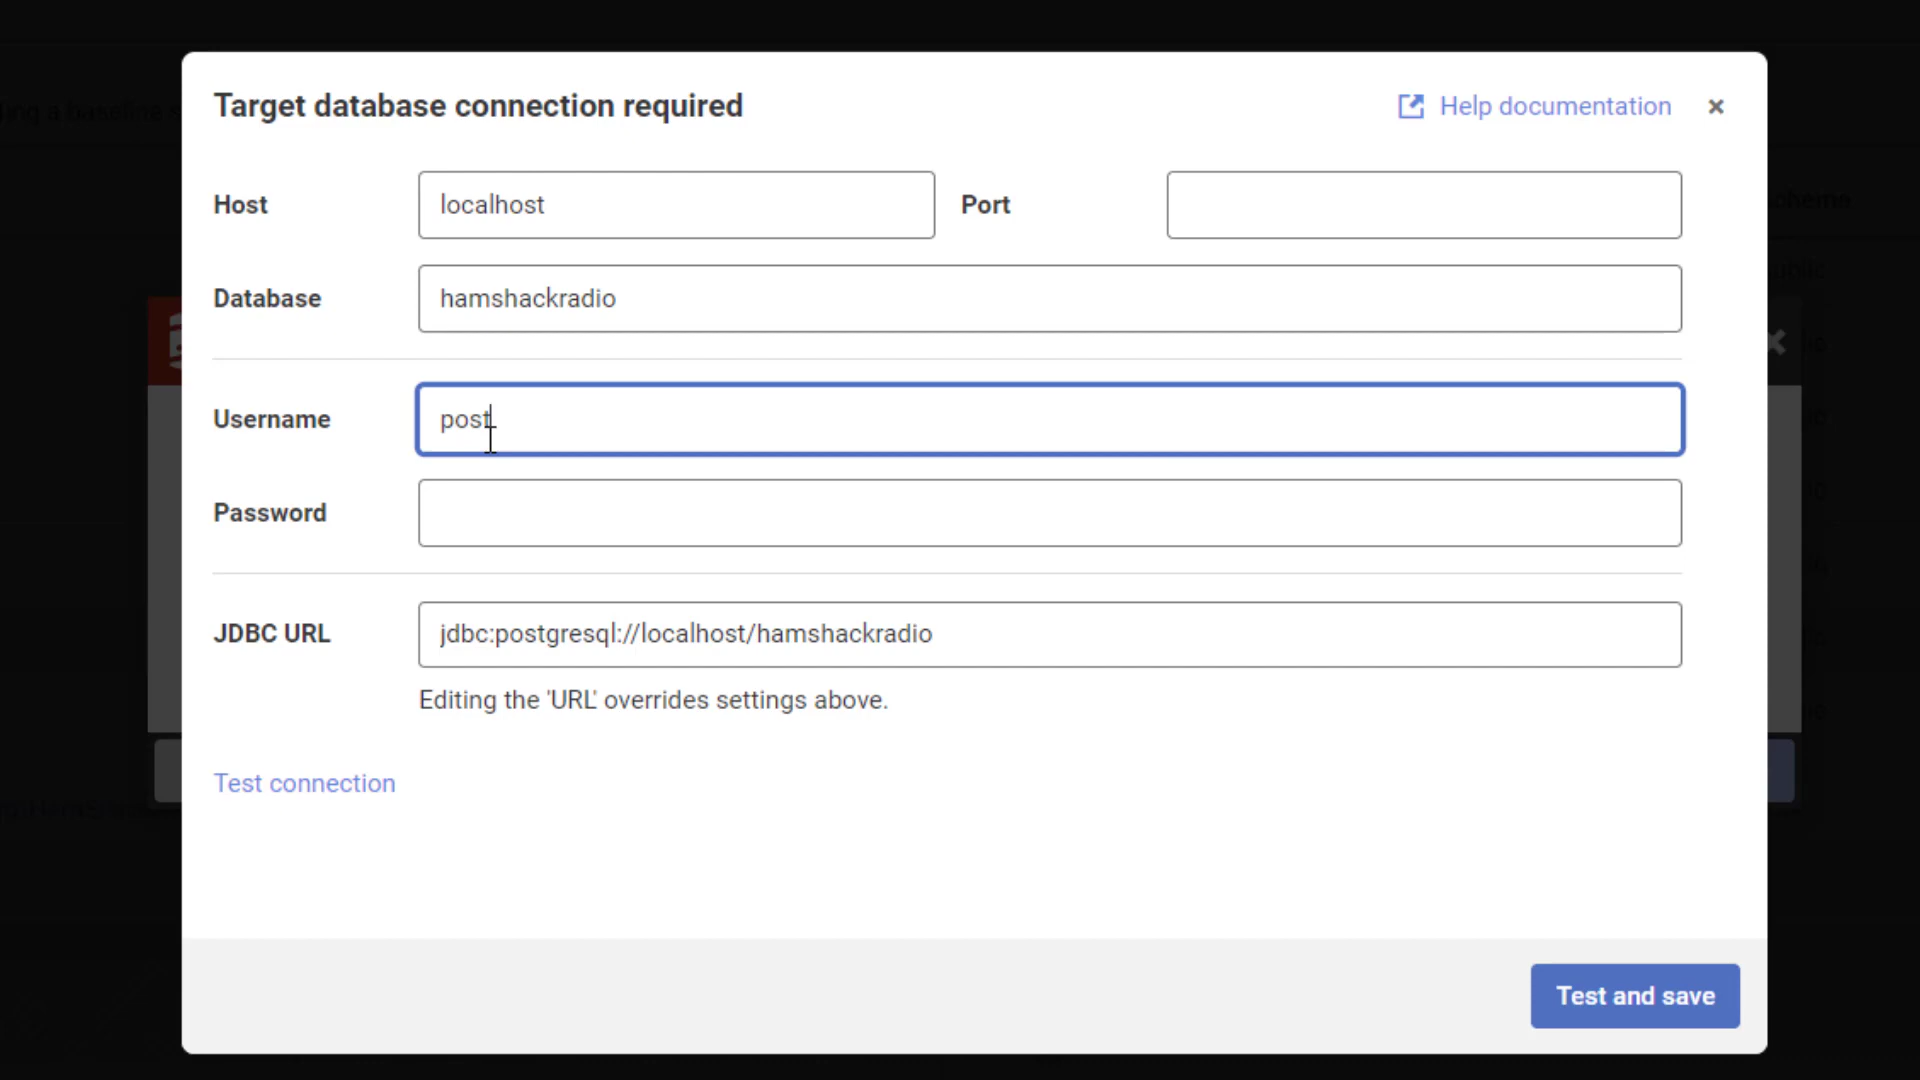 Target database connection required
Help documentation
Host
localhost
Port
Database
hamshackradio
Username
post
Password
JDBC URL
jdbc:postgresql://localhost/hamshackradio
Editing the 'URL' overrides settings above.
Test connection
Test and save